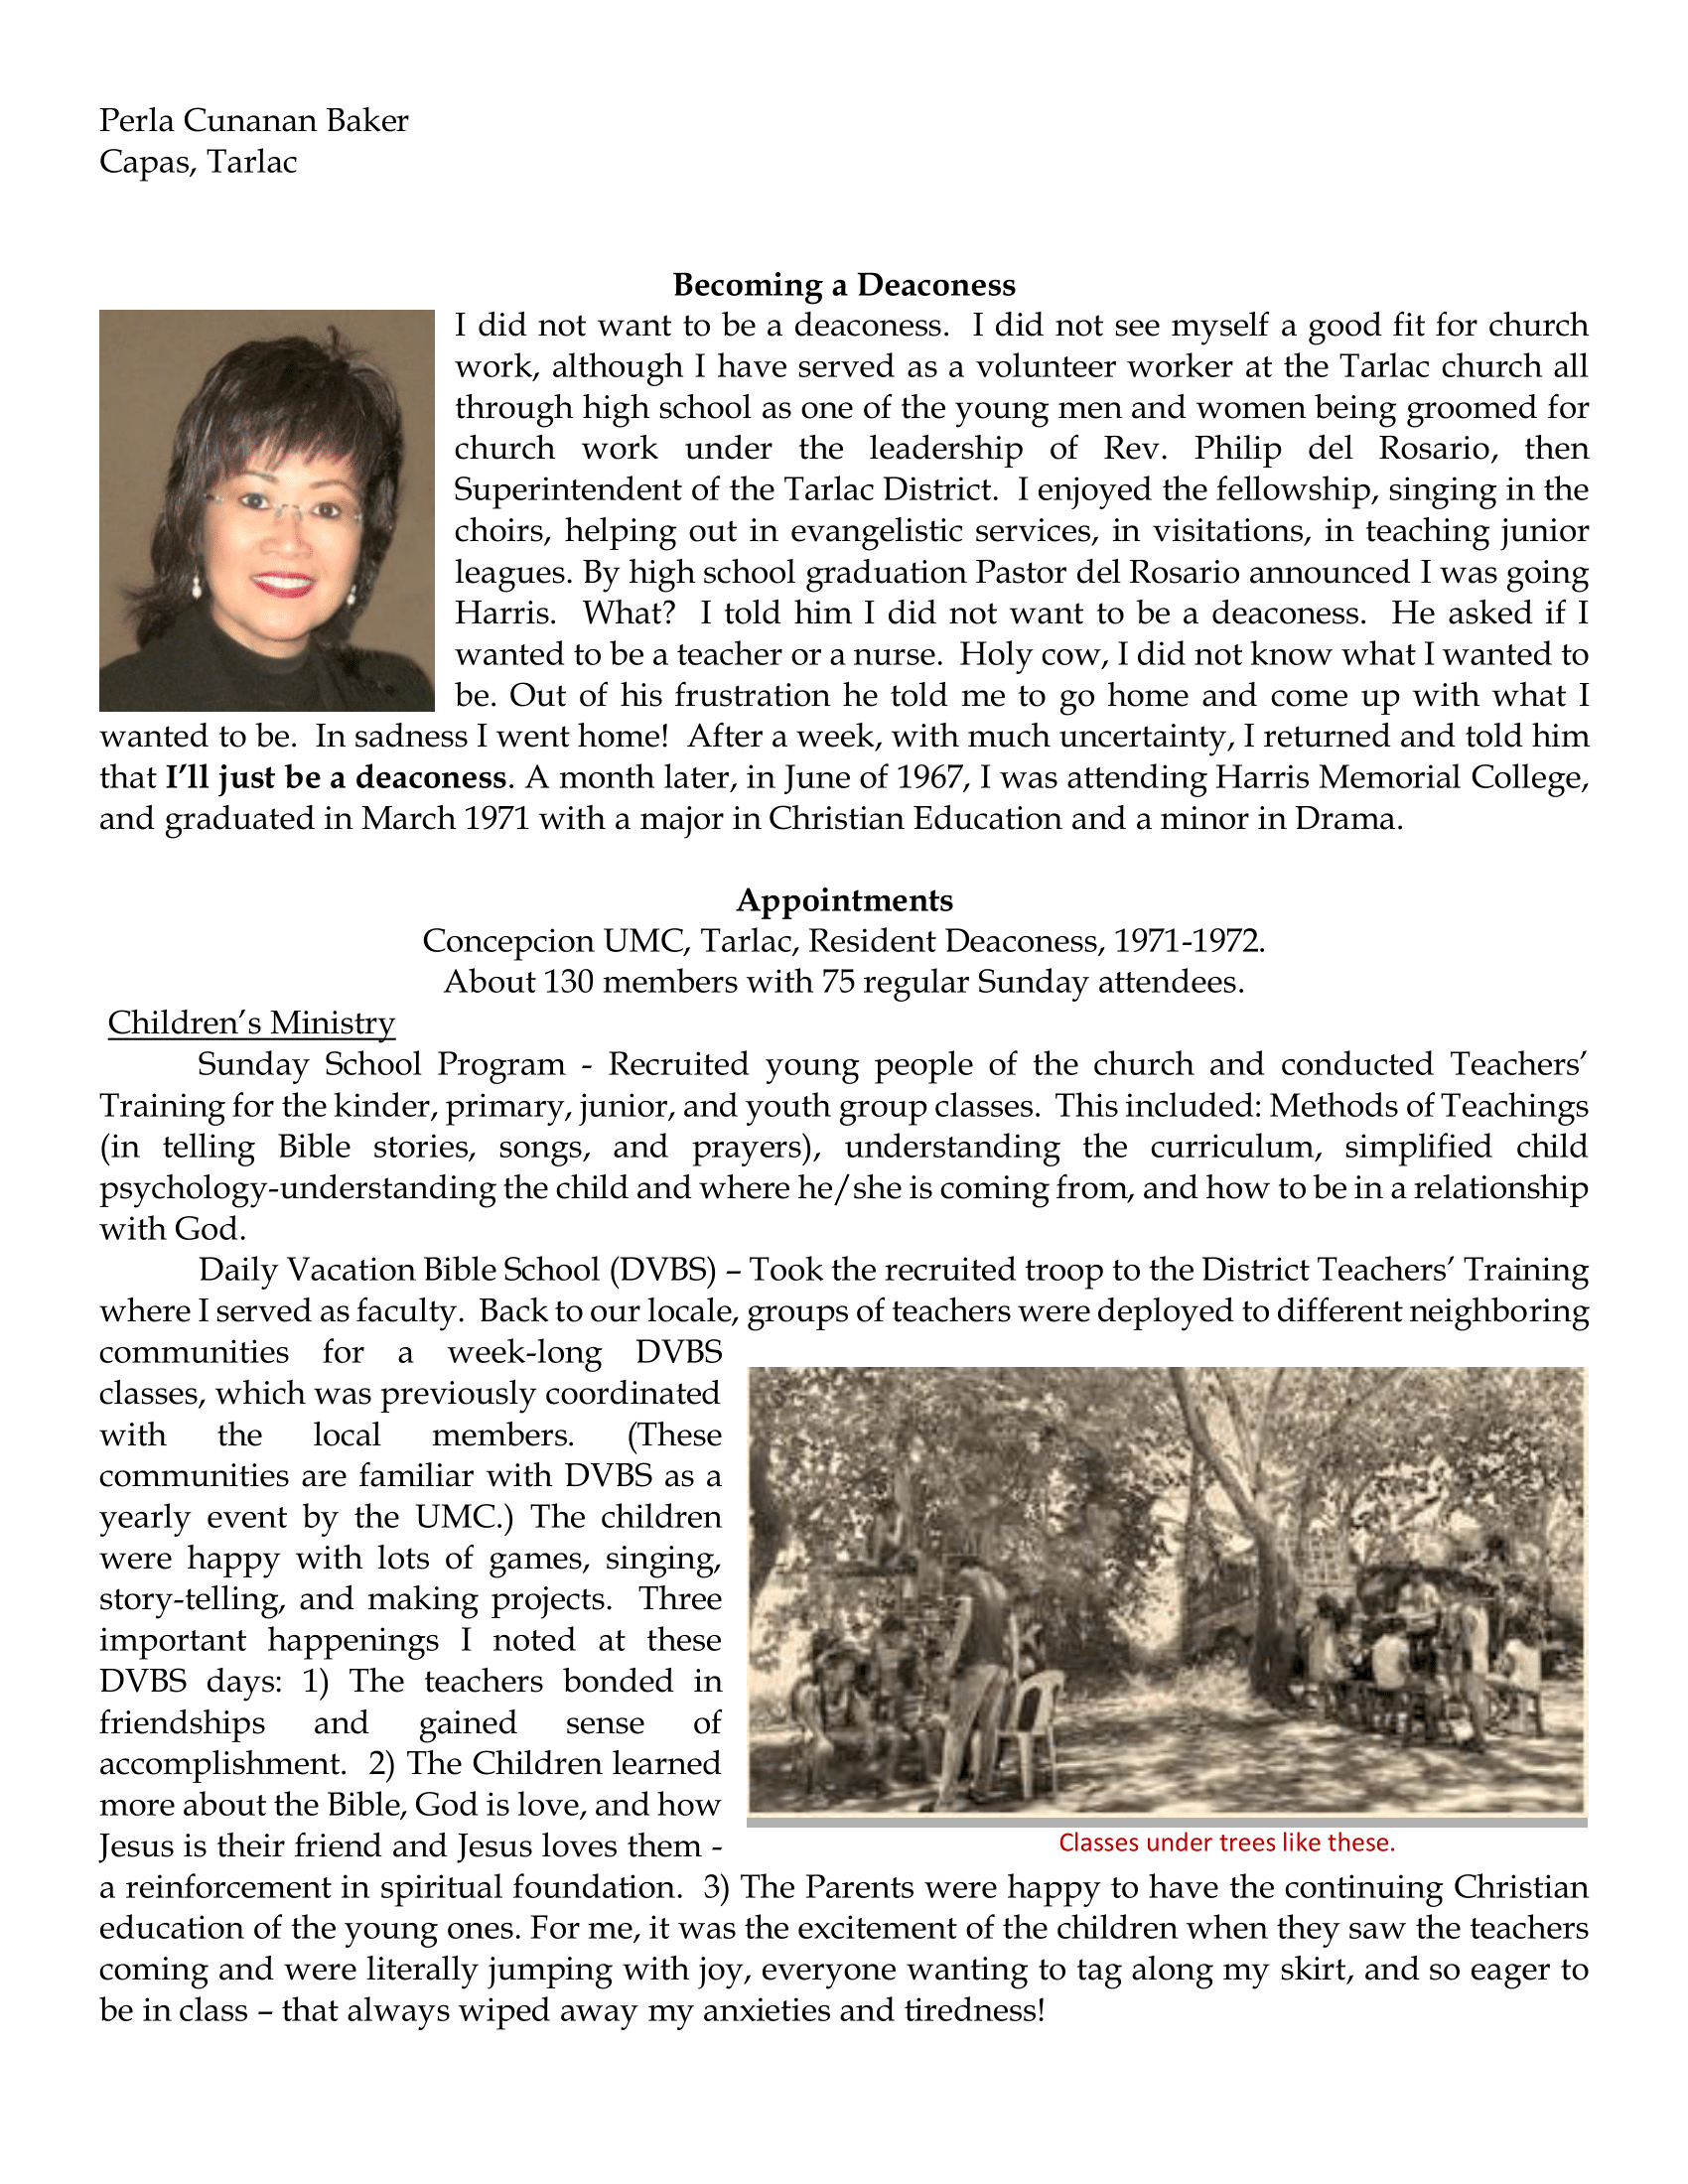 Perla Cunanan Baker
Capas, Tarlac
Becoming a Deaconess
I did not want to be a deaconess. I did not see myself a good fit for church
work, although I have served as a volunteer worker at the Tarlac church all
through high school as one of the young men and women being groomed for
church work under the leadership of Rev. Philip del Rosario, then
Superintendent of the Tarlac District. I enjoyed the fellowship, singing in the
choirs, helping out in evangelistic services, in visitations, in teaching junior
leagues. By high school graduation Pastor del Rosario announced I was going
Harris. What? I told him I did not want to be a deaconess. He asked if I
wanted to be a teacher or a nurse. Holy cow, I did not know what I wanted to
be. Out of his frustration he told me to go home and come up with what I
wanted to be. In sadness I went home! After a week, with much uncertainty, I returned and told him
that I’ll just be a deaconess. A month later, in June of 1967, I was attending Harris Memorial College,
and graduated in March 1971 with a major in Christian Education and a minor in Drama.
Appointments
Concepcion UMC, Tarlac, Resident Deaconess, 1971-1972.
About 130 members with 75 regular Sunday attendees.
Children’s Ministry
Sunday School Program - Recruited young people of the church and conducted Teachers’
Training for the kinder, primary, junior, and youth group classes. This included: Methods of Teachings
(in telling Bible stories, songs, and prayers), understanding the curriculum, simplified child
psychology-understanding the child and where he/she is coming from, and how to be in a relationship
with God.
Daily Vacation Bible School (DVBS) – Took the recruited troop to the District Teachers’ Training
where I served as faculty. Back to our locale, groups of teachers were deployed to different neighboring
communities for a week-long DVBS
classes, which was previously coordinated
with the local members. (These
communities are familiar with DVBS as a
yearly event by the UMC.) The children
were happy with lots of games, singing,
story-telling, and making projects. Three
important happenings I noted at these
DVBS days: 1) The teachers bonded in
friendships and gained sense of
accomplishment. 2) The Children learned
more about the Bible, God is love, and how
Jesus is their friend and Jesus loves them -
Classes under trees like these.
a reinforcement in spiritual foundation. 3) The Parents were happy to have the continuing Christian
education of the young ones. For me, it was the excitement of the children when they saw the teachers
coming and were literally jumping with joy, everyone wanting to tag along my skirt, and so eager to
be in class – that always wiped away my anxieties and tiredness!